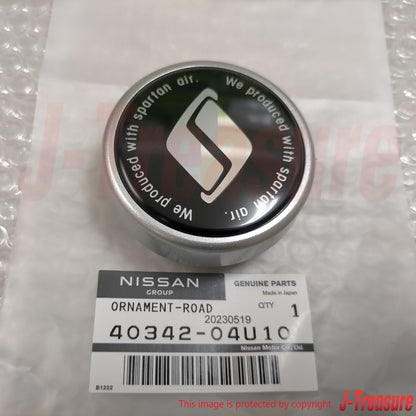 We produced with spartan air.
We produced with spartan air.
J-Treasure
NISSAN
GROUP
GENUINE PARTS
Made in Japan
ORNAMENT-ROAD
QTY
1
20230519
40342-04U10
Nissan Motor Co., Ltd.
B1222
This image is protected by copyright.
J-Treasure